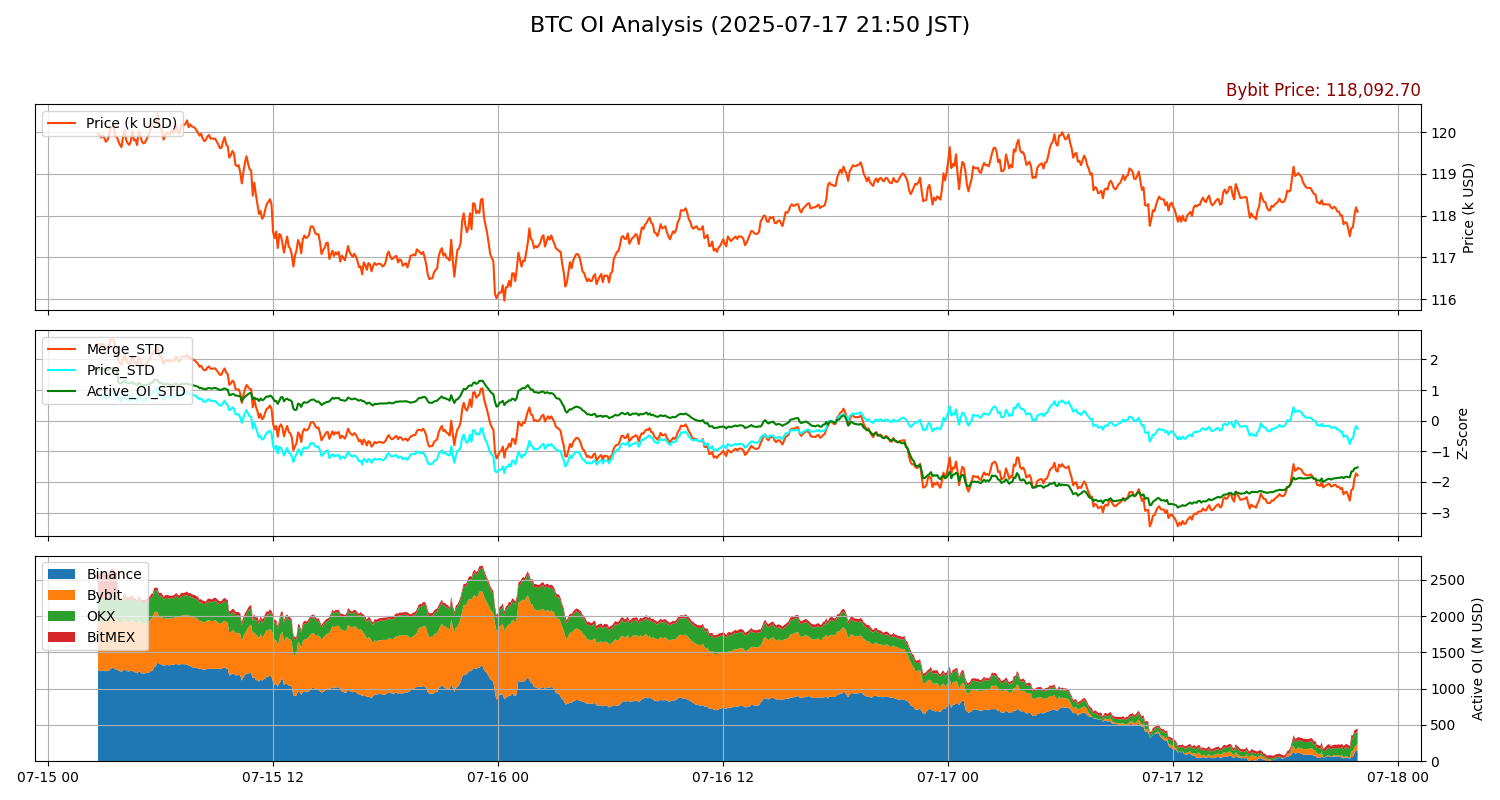 BTC OI Analysis (2025-07-17 21:50 JST)
Bybit Price: 118,092.70
Price (k USD)
120
119
118
117
116
Price (k USD)
Merge_STD
Price_STD
Active_OI_STD
2
1
0
−1
−2
−3
Z-Score
Binance
Bybit
OKX
BitMEX
2500
2000
1500
1000
500
0
Active OI (M USD)
07-15 00
07-15 12
07-16 00
07-16 12
07-17 00
07-17 12
07-18 00